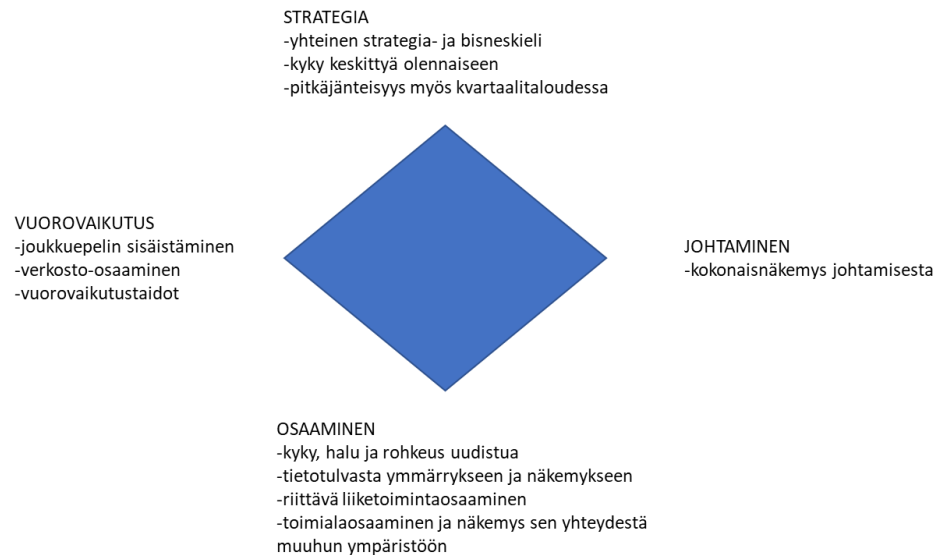 STRATEGIA
-yhteinen strategia- ja bisneskieli
-kyky keskittyä olennaiseen
-pitkäjänteisyys myös kvartaalitaloudessa
VUOROVAIKUTUS
-joukkuepelin sisäistäminen
-verkosto-osaaminen
-vuorovaikutustaidot
JOHTAMINEN
-kokonaisnäkemys johtamisesta
OSAAMINEN
-kyky, halu ja rohkeus uudistua
-tietotulvasta ymmärrykseen ja näkemykseen
-riittävä liiketoimintaosaaminen
-toimialaosaaminen ja näkemys sen yhteydestä
muuhun ympäristöön